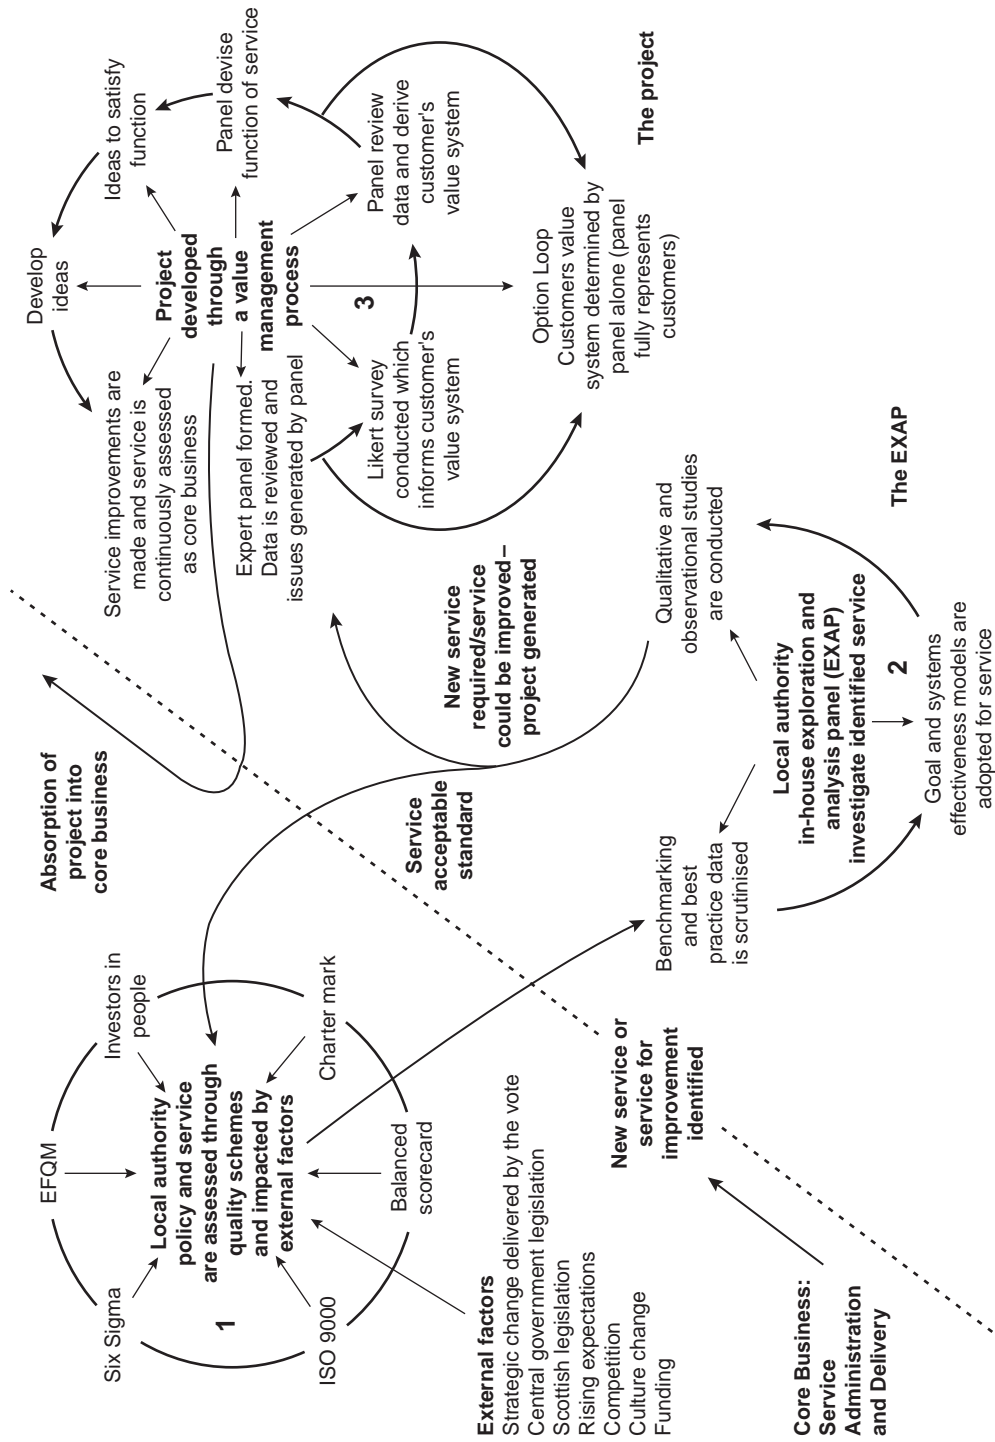 EFQM
Investors in
people
Charter mark
Balanced
scorecard
ISO 9000
Six Sigma
Local authority
policy and service
are assessed through
quality schemes
and impacted by
external factors
1
External factors
Strategic change delivered by the vote
Central government legislation
Scottish legislation
Rising expectations
Competition
Culture change
Funding
Core Business:
Service
Administration
and Delivery
New service or
service for
improvement
identified
Absorption of
project into
core business
Service
acceptable
standard
New service
required/service
could be improved–
project generated
Benchmarking
and best
practice data
is scrutinised
Local authority
in-house exploration and
analysis panel (EXAP)
investigate identified service
2
Goal and systems
effectiveness models are
adopted for service
Qualitative and
observational studies
are conducted
The EXAP
Develop
ideas
Ideas to satisfy
function
Panel devise
function of service
Panel review
data and derive
customer's
value system
Project
developed
through
a value
management
process
3
Service improvements are
made and service is
continuously assessed
as core business
Expert panel formed.
Data is reviewed and
issues generated by panel
Likert survey
conducted which
informs customer's
value system
Option Loop
Customers value
system determined by
panel alone (panel
fully represents
customers)
The project